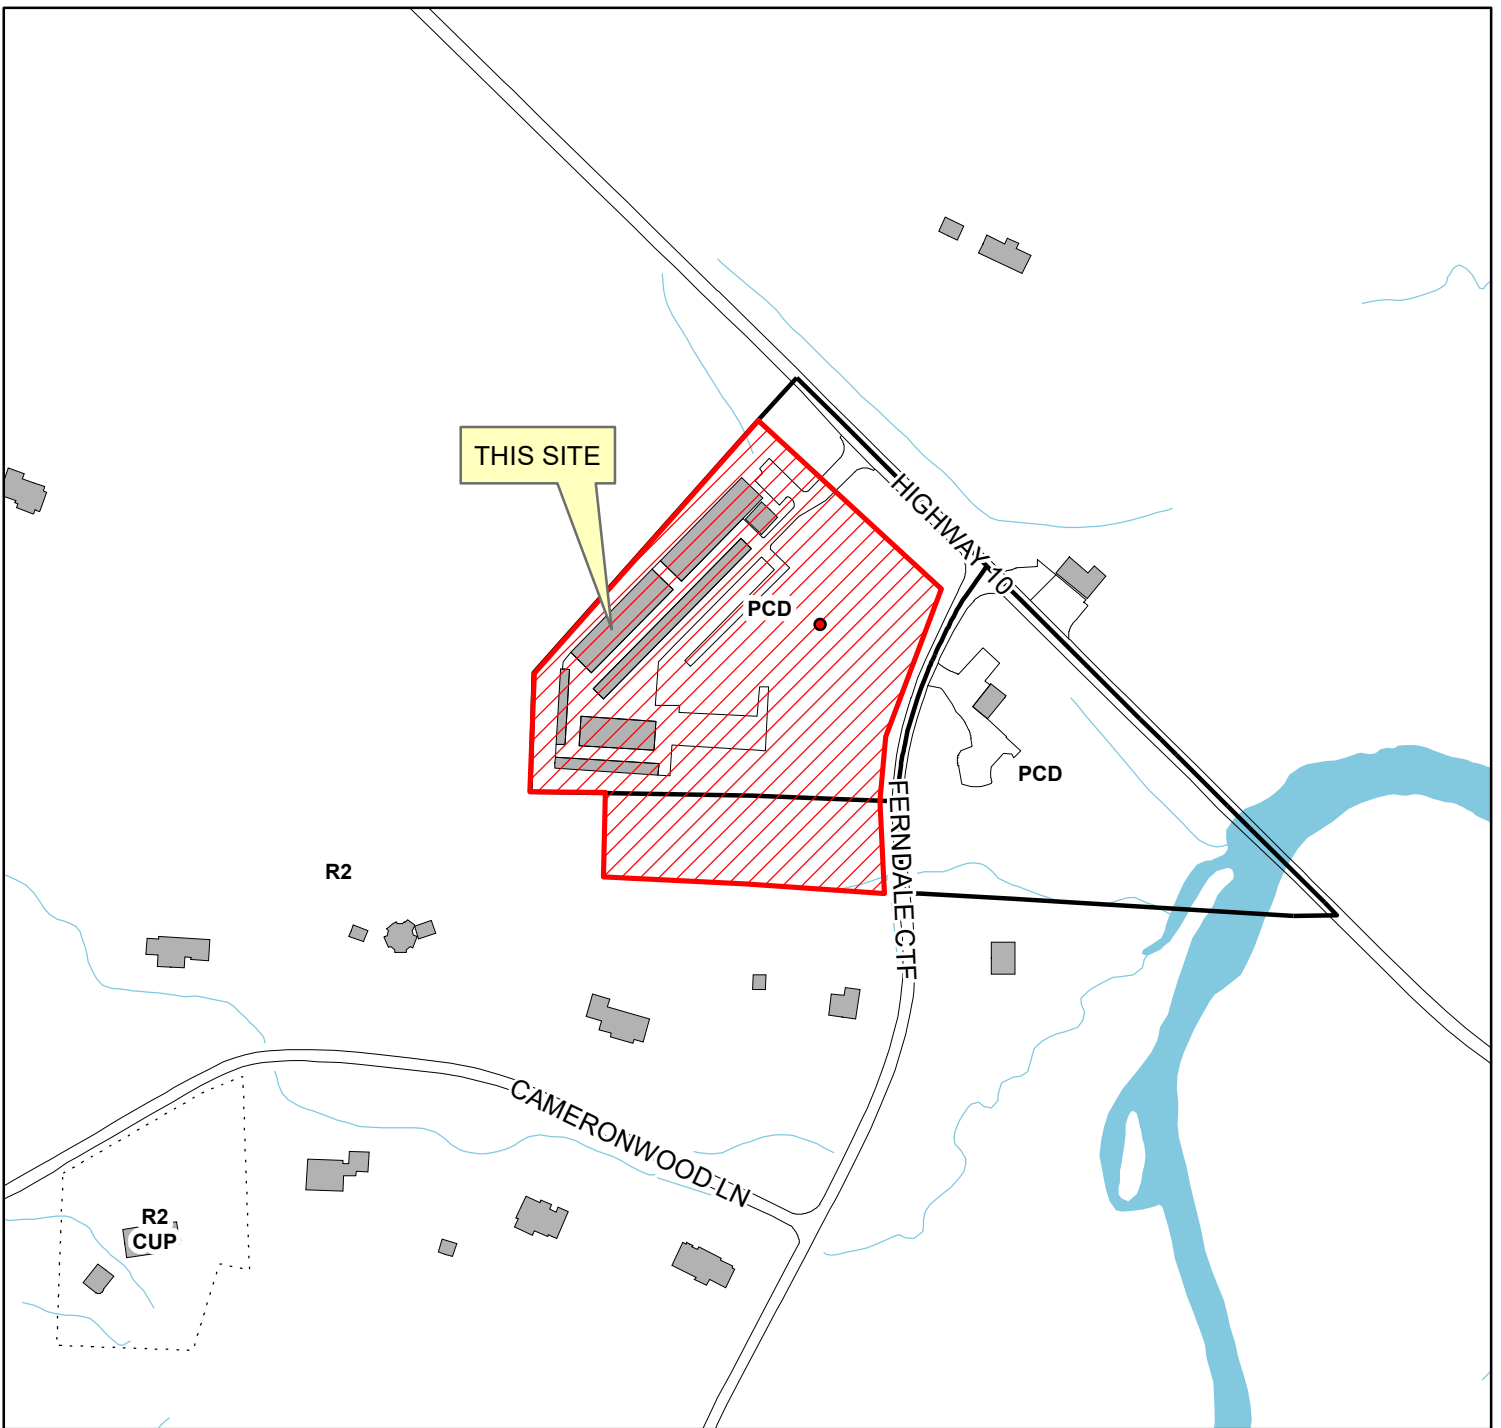 THIS SITE
HIGHWAY 10
PCD
PCD
FERNDALE CTF
R2
CAMERONWOOD LN
R2
CUP